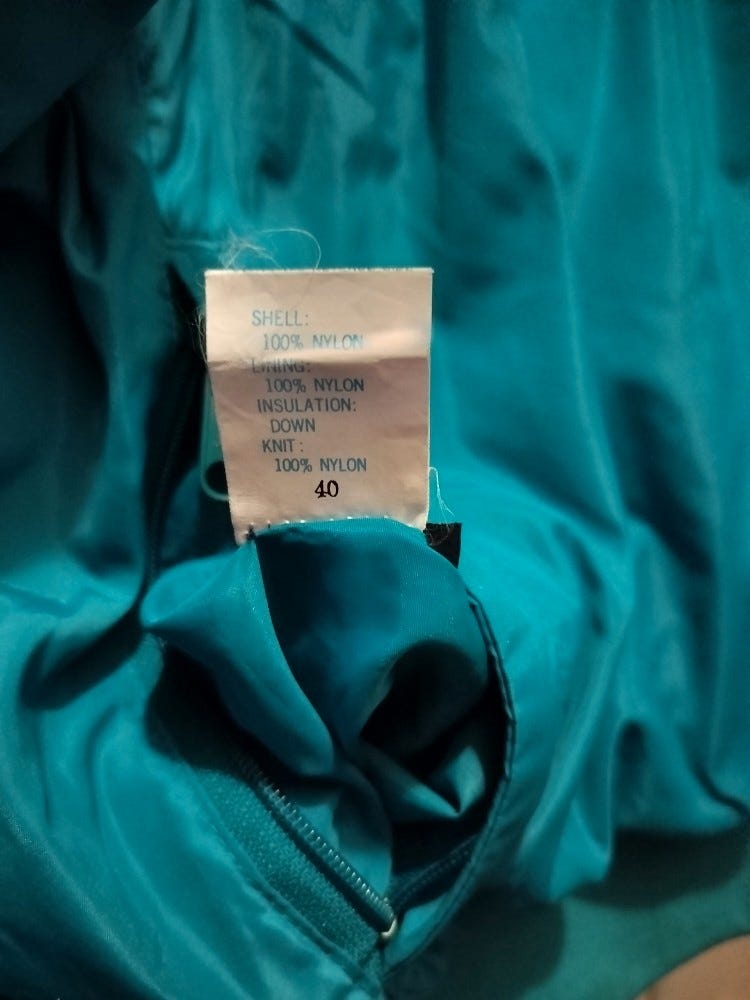 SHELL:
100% NYLON
LINING:
100% NYLON
INSULATION:
DOWN
KNIT:
100% NYLON
40